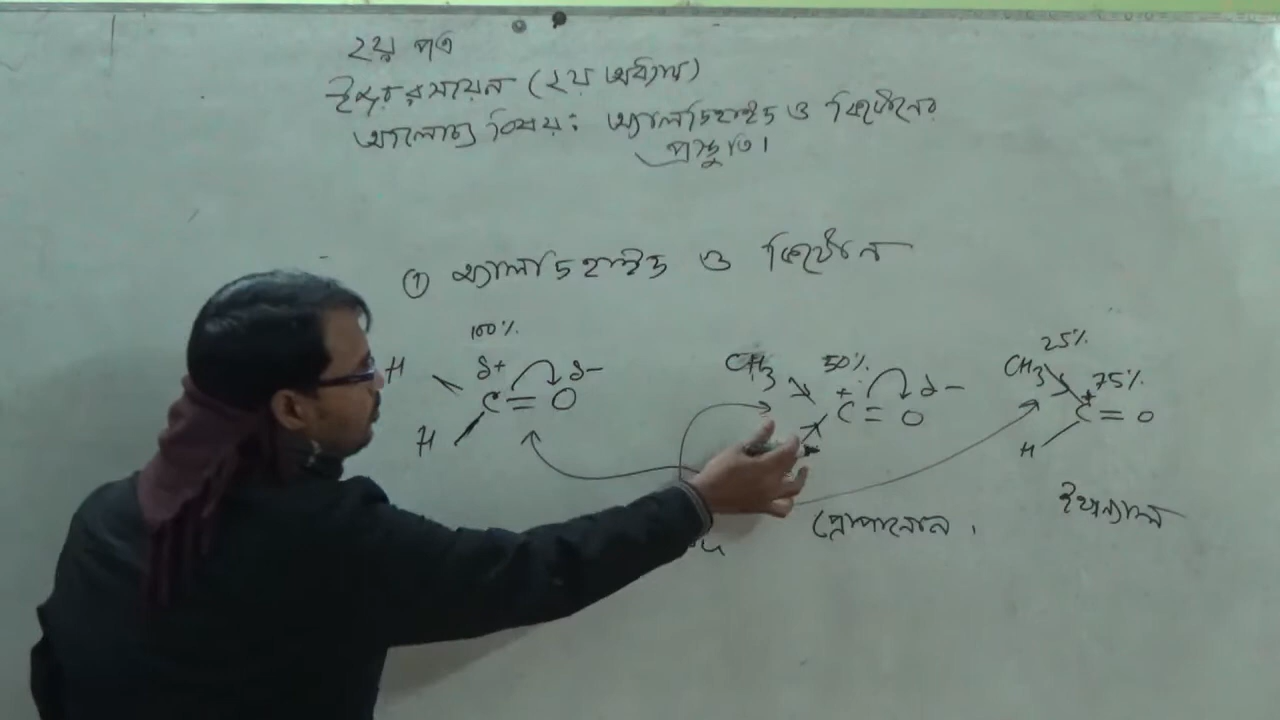 ২য় পত্র
জৈব রসায়ন (২য় অধ্যায়)
আলোচ্য বিষয়: অ্যালডিহাইড ও কিটোনের
প্রস্তুতি।
① অ্যালডিহাইড ও কিটোন
100%
H δ+ δ-
C = O
H
CH3 50%
+ δ-
C = O
25%
CH3 75%
+
C = O
H
প্রোপানোন,
ইথান্যাল